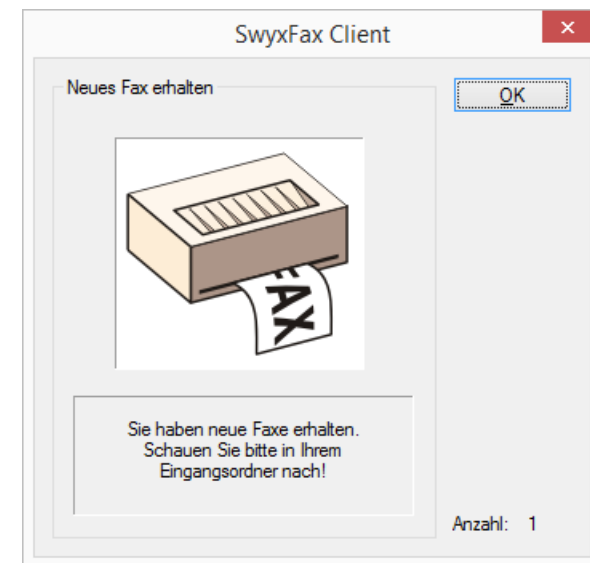 SwyxFax Client
Neues Fax erhalten
OK
FAX
Sie haben neue Faxe erhalten.
Schauen Sie bitte in Ihrem
Eingangsordner nach!
Anzahl: 1